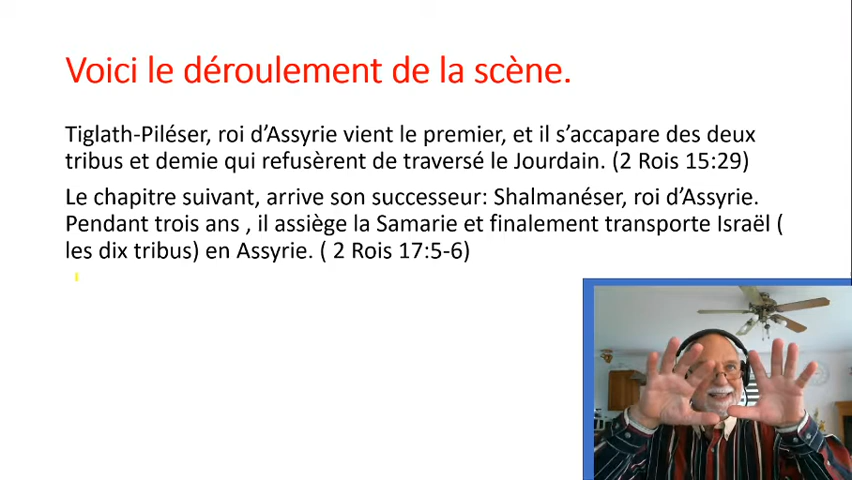 Voici le déroulement de la scène.
Tiglath-Piléser, roi d’Assyrie vient le premier, et il s’accapare des deux
tribus et demie qui refusèrent de traversé le Jourdain. (2 Rois 15:29)
Le chapitre suivant, arrive son successeur: Shalmanéser, roi d’Assyrie.
Pendant trois ans , il assiège la Samarie et finalement transporte Israël (
les dix tribus) en Assyrie. ( 2 Rois 17:5-6)